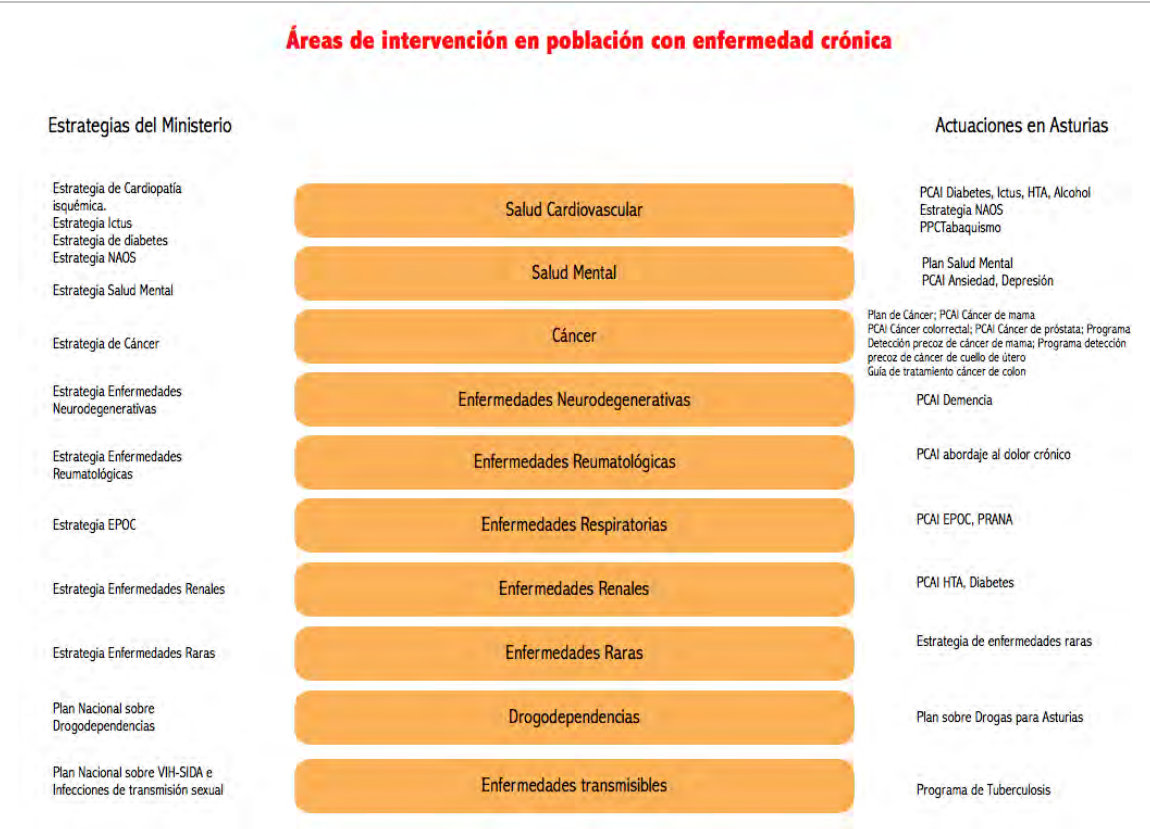 Áreas de intervención en población con enfermedad crónica
Estrategias del Ministerio
Actuaciones en Asturias
Estrategia de Cardiopatía
isquémica.
Estrategia Ictus
Estrategia de diabetes
Estrategia NAOS
Salud Cardiovascular
PCAI Diabetes, Ictus, HTA, Alcohol
Estrategia NAOS
PPCTabaquismo
Estrategia Salud Mental
Salud Mental
Plan Salud Mental
PCAI Ansiedad, Depresión
Estrategia de Cáncer
Cáncer
Plan de Cáncer; PCAI Cáncer de mama
PCAI Cáncer colorrectal; PCAI Cáncer de próstata; Programa
Detección precoz de cáncer de mama; Programa detección
precoz de cáncer de cuello de útero
Guía de tratamiento cáncer de colon
Estrategia Enfermedades
Neurodegenerativas
Enfermedades Neurodegenerativas
PCAI Demencia
Estrategia Enfermedades
Reumatológicas
Enfermedades Reumatológicas
PCAI abordaje al dolor crónico
Estrategia EPOC
Enfermedades Respiratorias
PCAI EPOC, PRANA
Estrategia Enfermedades Renales
Enfermedades Renales
PCAI HTA, Diabetes
Estrategia Enfermedades Raras
Enfermedades Raras
Estrategia de enfermedades raras
Plan Nacional sobre
Drogodependencias
Drogodependencias
Plan sobre Drogas para Asturias
Plan Nacional sobre VIH-SIDA e
Infecciones de transmisión sexual
Enfermedades transmisibles
Programa de Tuberculosis